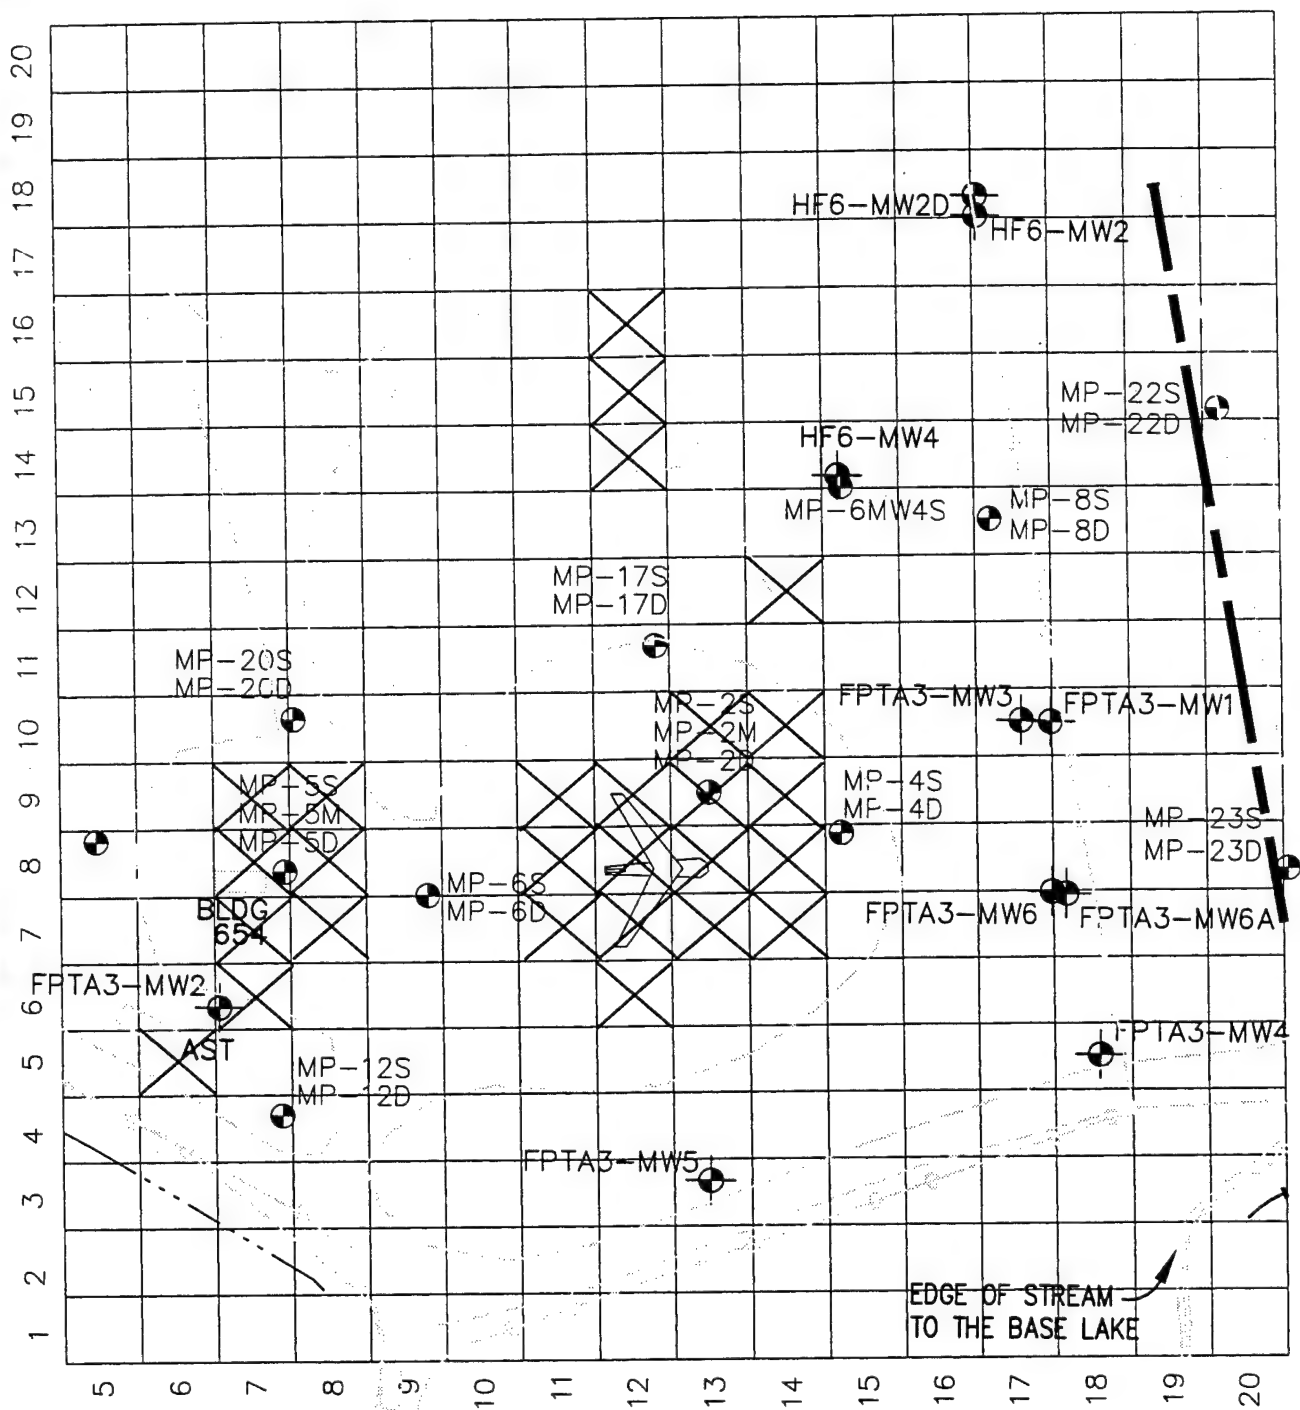 20
19
18
HF6-MW2D
HF6-MW2
17
16
15
MP-22S
MP-22D
HF6-MW4
14
MP-6MW4S
MP-8S
MP-8D
13
12
MP-17S
MP-17D
11
MP-20S
MP-20D
FPTA3-MW3
FPTA3-MW1
10
MP-2S
MP-2M
MP-2D
9
MP-5S
MP-5M
MP-5D
MP-4S
MP-4D
MP-23S
MP-23D
8
MP-6S
MP-6D
BLDG
654
FPTA3-MW6
FPTA3-MW6A
7
FPTA3-MW2
6
AST
FPTA3-MW4
5
MP-12S
MP-12D
4
FPTA3-MW5
3
2
EDGE OF STREAM
TO THE BASE LAKE
1
5 6 7 8 9 10 11 12 13 14 15 16 17 18 19 20